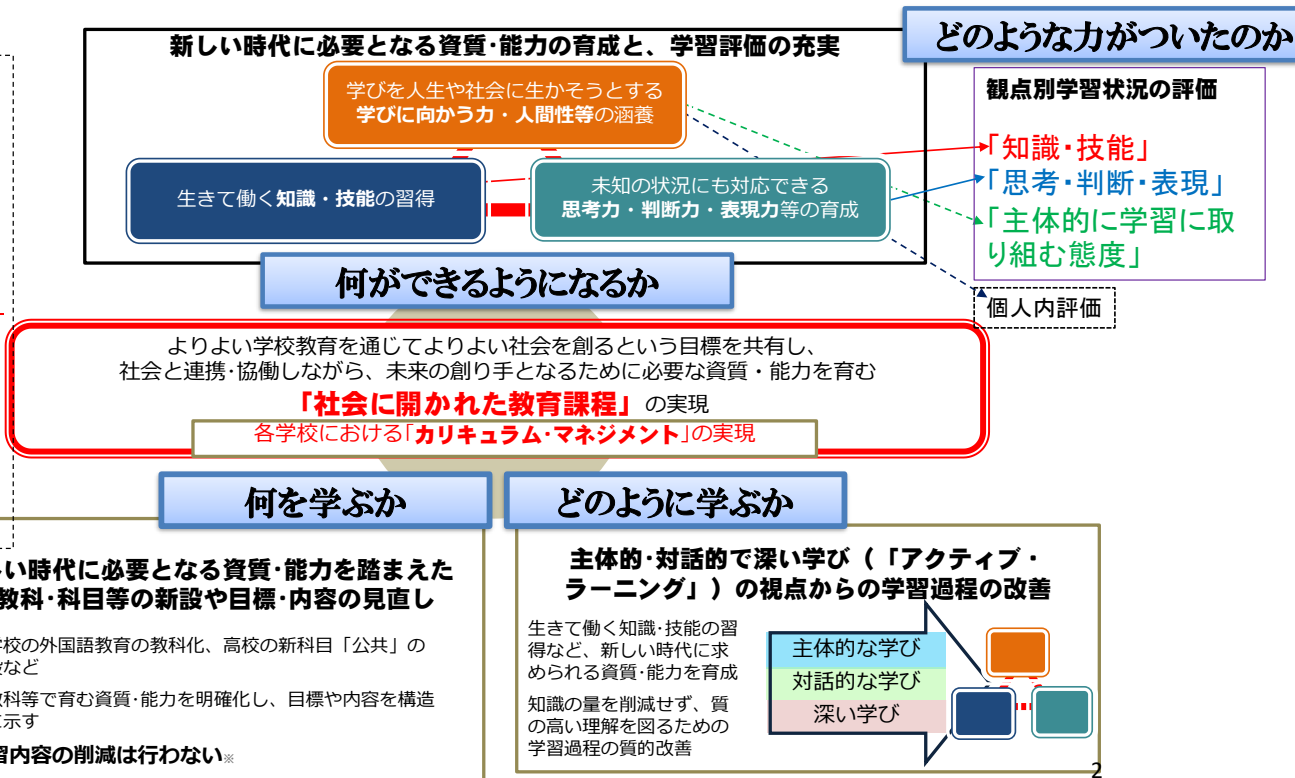 どのような力がついたのか
新しい時代に必要となる資質･能力の育成と、学習評価の充実
学びを人生や社会に生かそうとする
学びに向かう力・人間性等の涵養
生きて働く知識・技能の習得
未知の状況にも対応できる
思考力・判断力・表現力等の育成
観点別学習状況の評価
「知識･技能」
「思考･判断･表現」
「主体的に学習に取
り組む態度」
個人内評価
何ができるようになるか
よりよい学校教育を通じてよりよい社会を創るという目標を共有し、
社会と連携･協働しながら、未来の創り手となるために必要な資質・能力を育む
「社会に開かれた教育課程」の実現
各学校における「カリキュラム･マネジメント」の実現
何を学ぶか
い時代に必要となる資質･能力を踏まえた
教科･科目等の新設や目標･内容の見直し
学校の外国語教育の教科化、高校の新科目「公共」の
など
教科等で育む資質･能力を明確化し、目標や内容を構造
示す
習内容の削減は行わない※
どのように学ぶか
主体的･対話的で深い学び（「アクティブ・
ラーニング」）の視点からの学習過程の改善
生きて働く知識･技能の習
得など、新しい時代に求
められる資質･能力を育成
知識の量を削減せず、質
の高い理解を図るための
学習過程の質的改善
主体的な学び
対話的な学び
深い学び
2